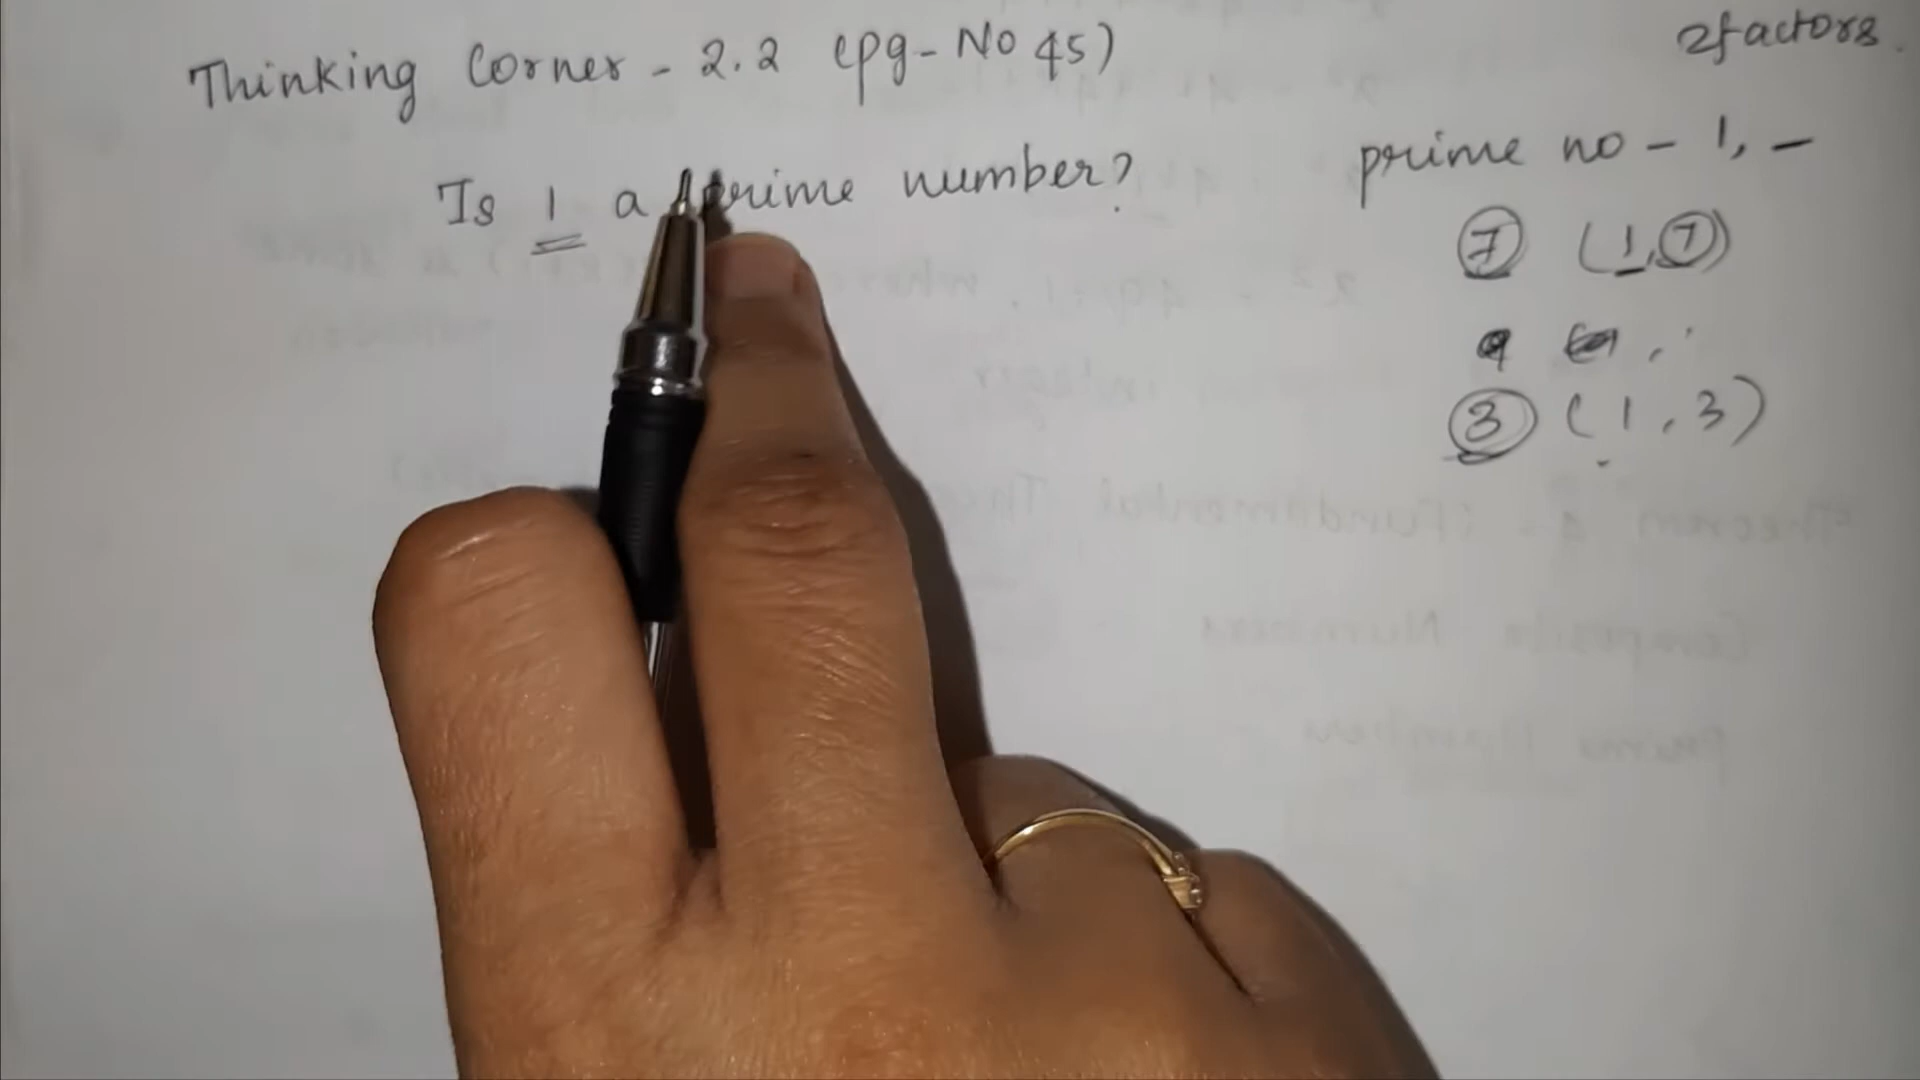 Thinking Corner - 2.2 (pg - No 45)
Is 1 a prime number?
2factors.
prime no - 1, -
7 (1, 7)
3 (1, 3)